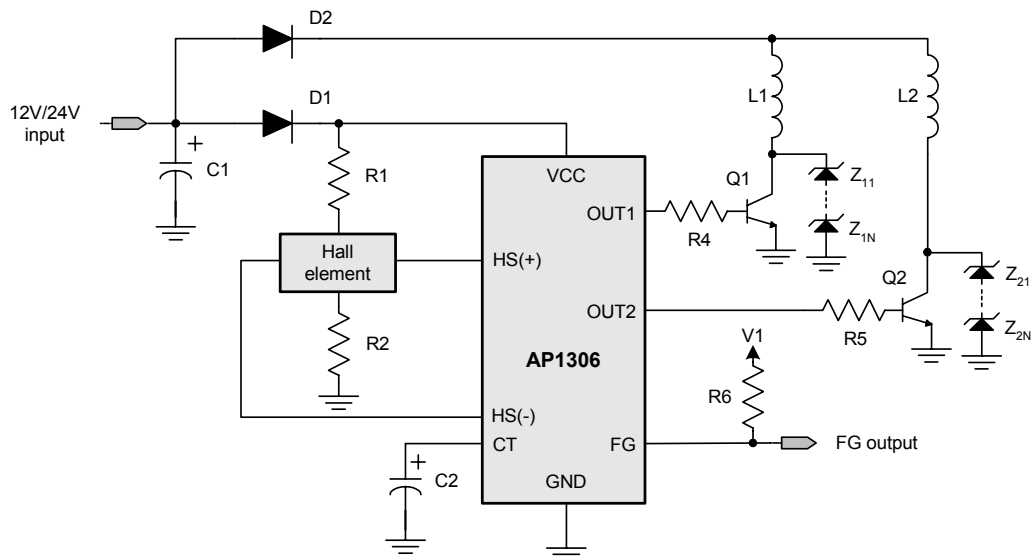 D2
D1
12V/24V
input
+
C1
R1
L1
L2
VCC
Q1
Z11
Z1N
OUT1
R4
Hall
element
HS(+)
Q2
Z21
Z2N
OUT2
R5
R2
AP1306
V1
R6
HS(-)
CT
FG
FG output
+
C2
GND